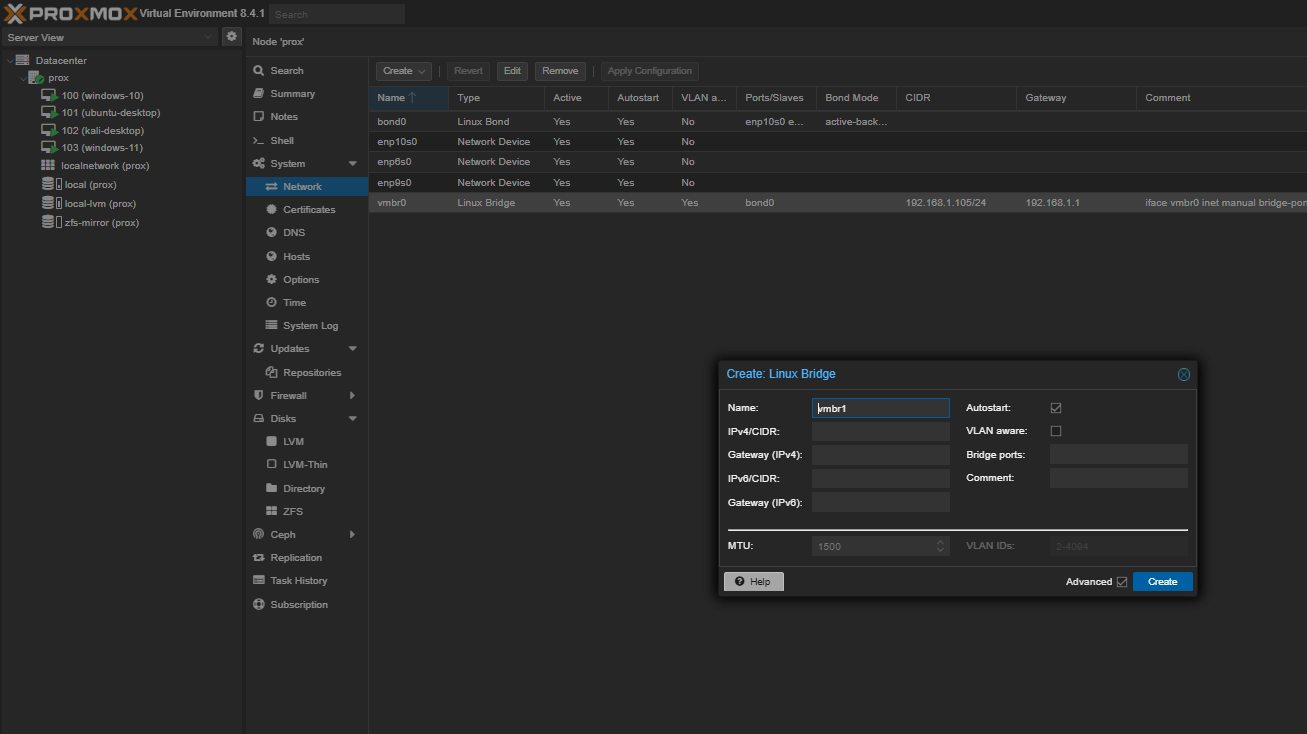 PROXMOX Virtual Environment 8.4.1 Search
Server View
Datacenter
prox
100 (windows-10)
101 (ubuntu-desktop)
102 (kali-desktop)
103 (windows-11)
localnetwork (prox)
local (prox)
local-lvm (prox)
zfs-mirror (prox)
Node 'prox'
Search
Summary
Notes
Shell
System
Network
Certificates
DNS
Hosts
Options
Time
System Log
Updates
Repositories
Firewall
Disks
LVM
LVM-Thin
Directory
ZFS
Ceph
Replication
Task History
Subscription
Create Revert Edit Remove Apply Configuration
Name Type Active Autostart VLAN a... Ports/Slaves Bond Mode CIDR Gateway Comment
bond0 Linux Bond Yes Yes No enp10s0 e... active-back...
enp10s0 Network Device Yes Yes No
enp6s0 Network Device Yes Yes No
enp9s0 Network Device Yes Yes No
vmbr0 Linux Bridge Yes Yes Yes bond0 192.168.1.105/24 192.168.1.1 iface vmbr0 inet manual bridge-por
Create: Linux Bridge
Name: vmbr1 Autostart:
IPv4/CIDR: VLAN aware:
Gateway (IPv4): Bridge ports:
IPv6/CIDR: Comment:
Gateway (IPv6):
MTU: 1500 VLAN IDs: 2-4094
Help Advanced Create